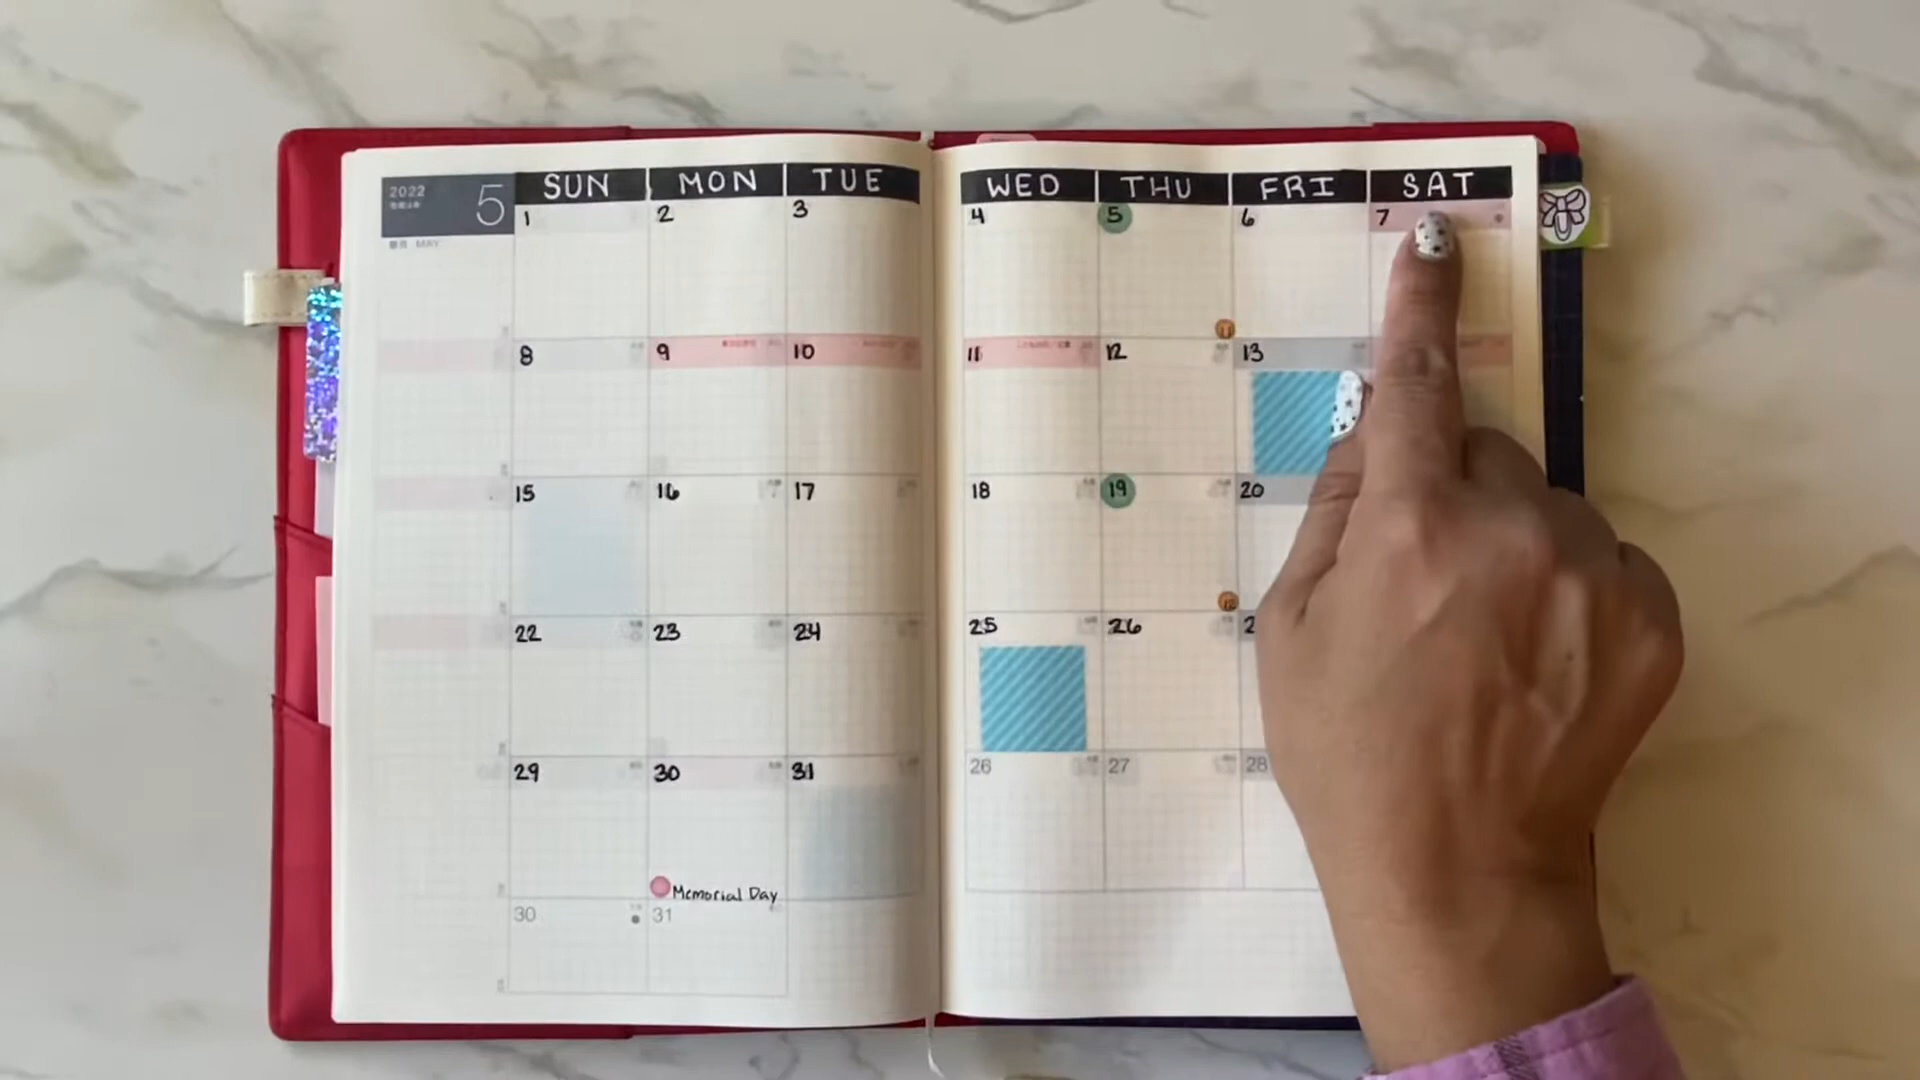 2022
5
SUN MON TUE WED THU FRI SAT
MAY
1 2 3 4 5 6 7
8 9 10 11 12 13
15 16 17 18 19 20
22 23 24 25 26 2
29 30 31 26 27 28
Memorial Day
30 31